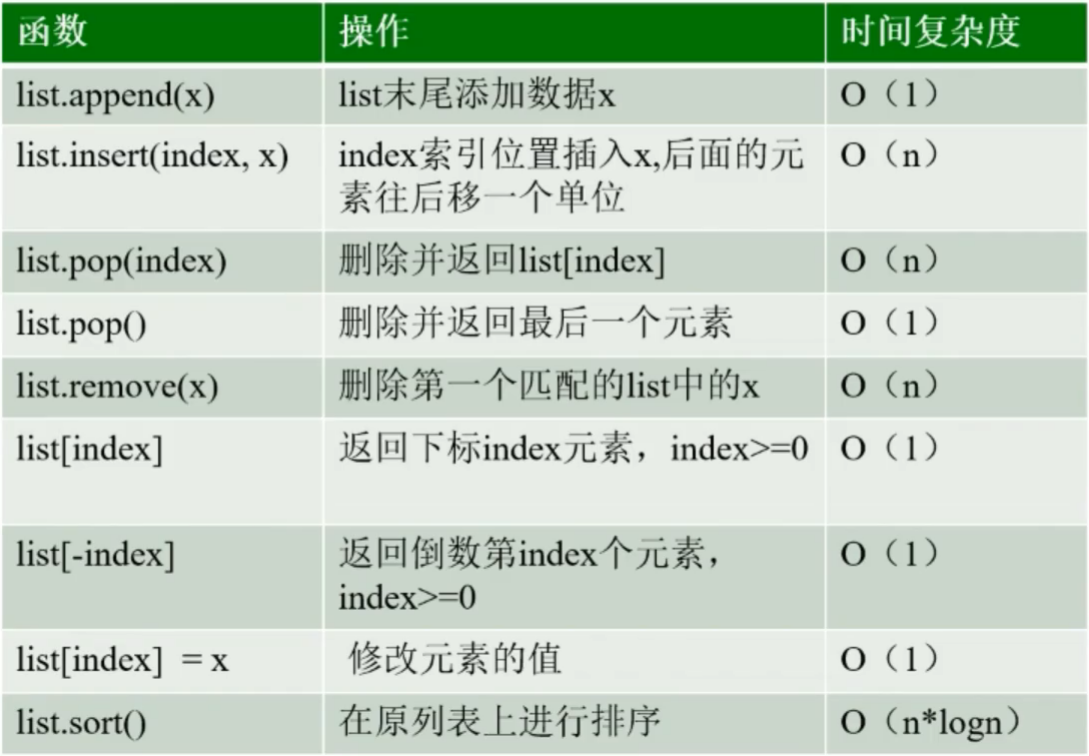 函数 操作 时间复杂度
list.append(x) list末尾添加数据x O（1）
list.insert(index, x) index索引位置插入x,后面的元 O（n）
素往后移一个单位
list.pop(index) 删除并返回list[index] O（n）
list.pop() 删除并返回最后一个元素 O（1）
list.remove(x) 删除第一个匹配的list中的x O（n）
list[index] 返回下标index元素，index>=0 O（1）
list[-index] 返回倒数第index个元素， O（1）
index>=0
list[index] = x 修改元素的值 O（1）
list.sort() 在原列表上进行排序 O（n*logn）